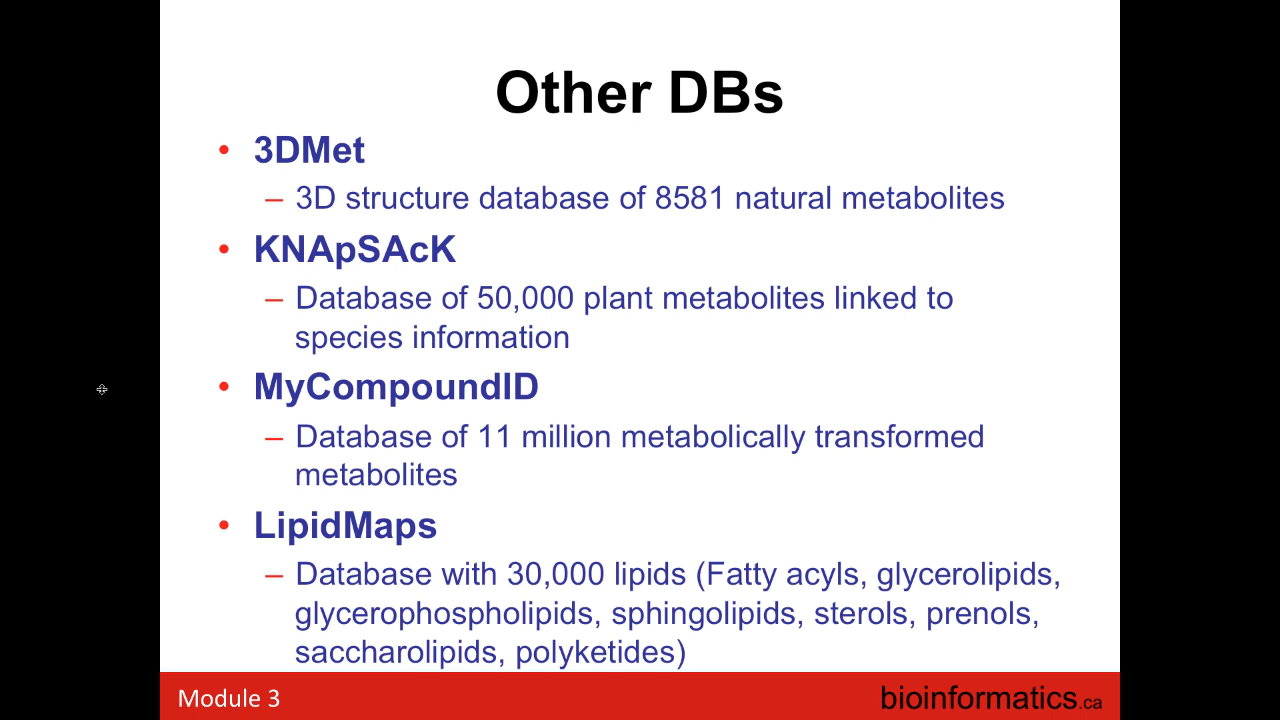 Other DBs
• 3DMet
– 3D structure database of 8581 natural metabolites
• KNApSAcK
– Database of 50,000 plant metabolites linked to
species information
• MyCompoundID
– Database of 11 million metabolically transformed
metabolites
• LipidMaps
– Database with 30,000 lipids (Fatty acyls, glycerolipids,
glycerophospholipids, sphingolipids, sterols, prenols,
saccharolipids, polyketides)
Module 3
bioinformatics.ca